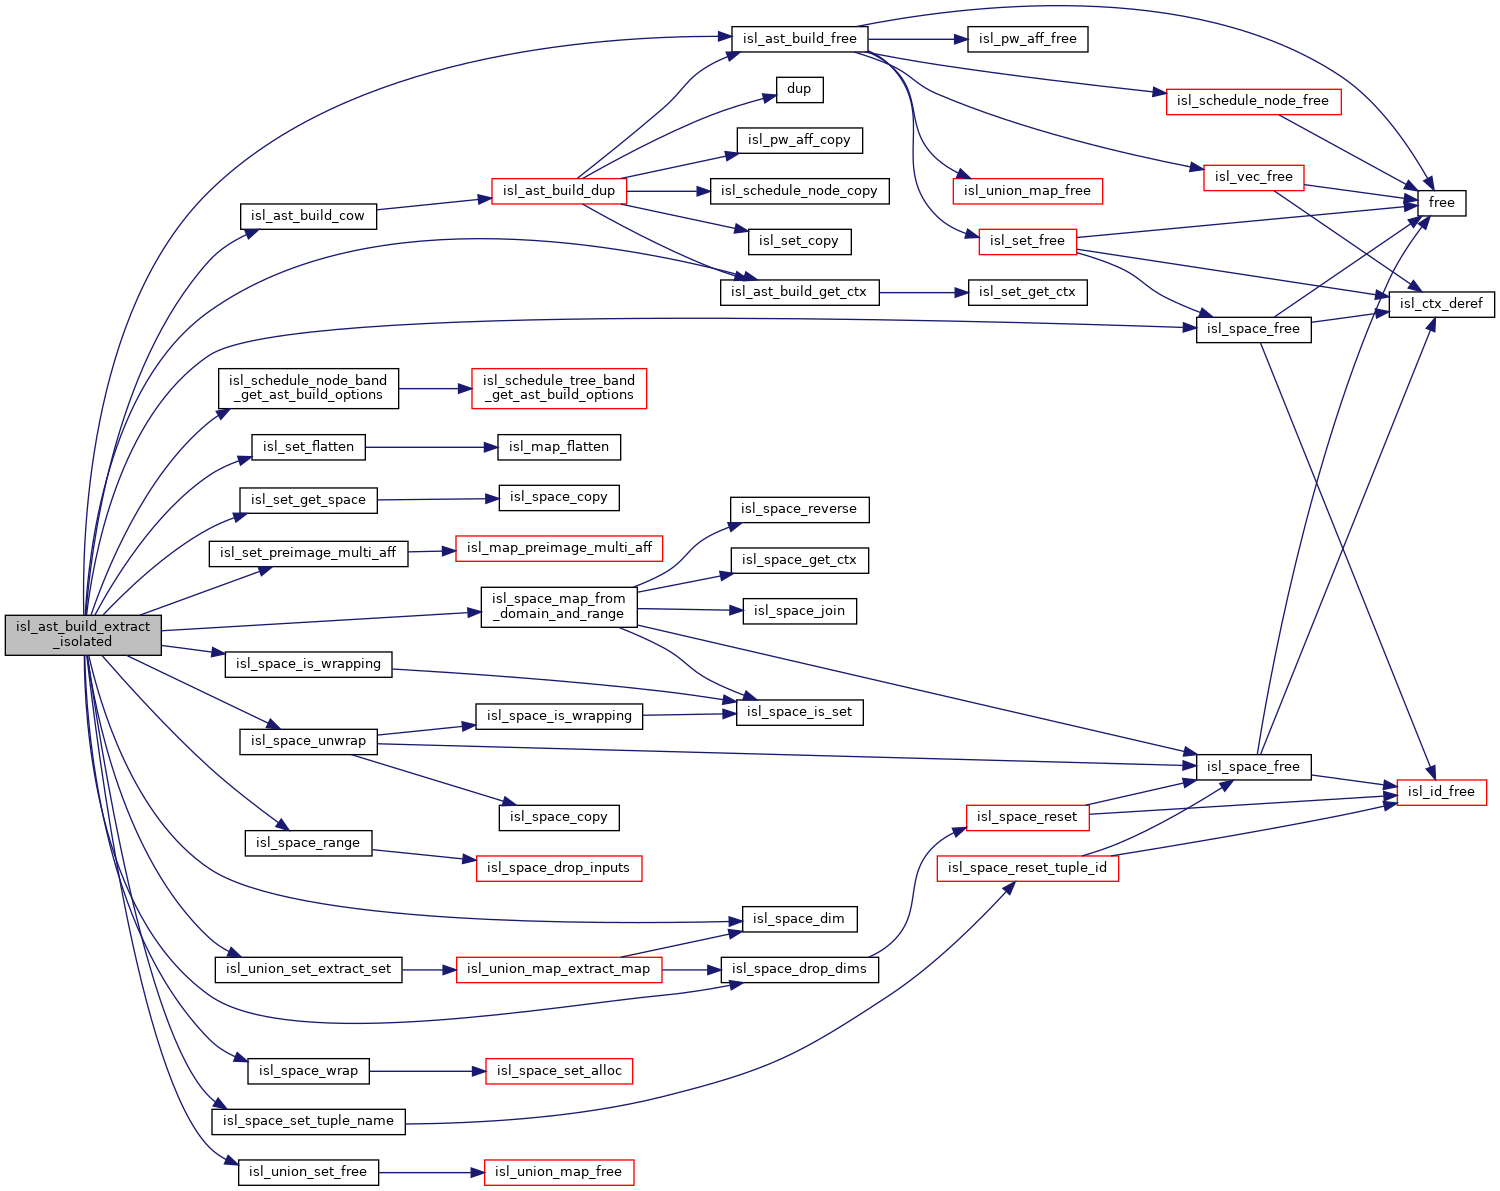 isl_ast_build_extract
_isolated
isl_ast_build_free
isl_pw_aff_free
isl_schedule_node_free
isl_vec_free
isl_union_map_free
isl_set_free
free
isl_ctx_deref
isl_space_free
isl_ast_build_cow
isl_ast_build_dup
dup
isl_pw_aff_copy
isl_schedule_node_copy
isl_set_copy
isl_ast_build_get_ctx
isl_set_get_ctx
isl_schedule_node_band
_get_ast_build_options
isl_schedule_tree_band
_get_ast_build_options
isl_set_flatten
isl_map_flatten
isl_set_get_space
isl_space_copy
isl_set_preimage_multi_aff
isl_map_preimage_multi_aff
isl_space_map_from
_domain_and_range
isl_space_reverse
isl_space_get_ctx
isl_space_join
isl_space_is_wrapping
isl_space_is_set
isl_space_unwrap
isl_space_is_wrapping
isl_space_copy
isl_space_free
isl_id_free
isl_space_range
isl_space_drop_inputs
isl_space_reset
isl_space_reset_tuple_id
isl_space_dim
isl_union_set_extract_set
isl_union_map_extract_map
isl_space_drop_dims
isl_space_wrap
isl_space_set_alloc
isl_space_set_tuple_name
isl_union_set_free
isl_union_map_free